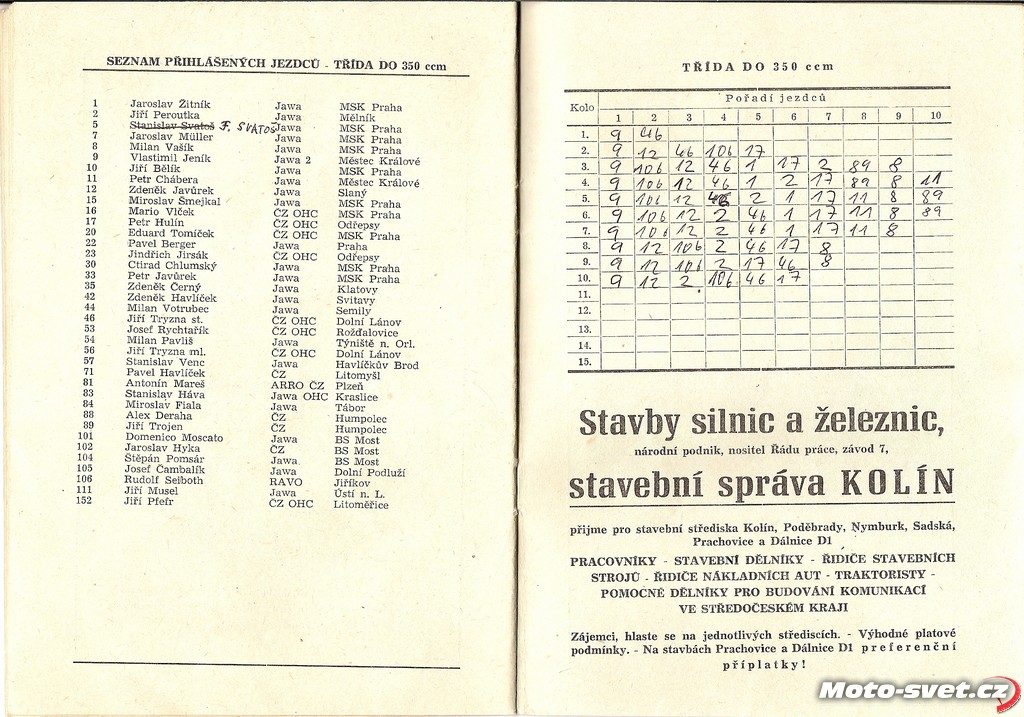 SEZNAM PŘIHLÁŠENÝCH JEZDCŮ - TŘÍDA DO 350 ccm
1 Jaroslav Žitník Jawa MSK Praha
2 Jiří Peroutka Jawa Mělník
5 Stanislav Svatoš F. SVATOŠ Jawa MSK Praha
7 Jaroslav Müller Jawa MSK Praha
8 Milan Vašík Jawa MSK Praha
9 Vlastimil Jeník Jawa 2 Městec Králové
10 Jiří Bělík Jawa MSK Praha
11 Petr Chábera Jawa Městec Králové
12 Zdeněk Javůrek Jawa Slaný
15 Miroslav Šmejkal Jawa MSK Praha
16 Mario Vlček ČZ OHC MSK Praha
17 Petr Hulín ČZ OHC Odřepsy
20 Eduard Tomíček ČZ OHC MSK Praha
22 Pavel Berger Jawa Praha
23 Jindřich Jirsák ČZ OHC Odřepsy
30 Ctirad Chlumský Jawa MSK Praha
33 Petr Javůrek Jawa MSK Praha
35 Zdeněk Černý Jawa Klatovy
42 Zdeněk Havlíček Jawa Svitavy
44 Milan Votrubec Jawa Semily
46 Jiří Tryzna st. ČZ OHC Dolní Lánov
53 Josef Rychtařík ČZ OHC Rožďalovice
54 Milan Pavliš Jawa Týniště n. Orl.
56 Jiří Tryzna ml. ČZ OHC Dolní Lánov
57 Stanislav Venc Jawa Havlíčkův Brod
71 Pavel Havlíček ČZ Litomyšl
81 Antonín Mareš ARRO ČZ Plzeň
83 Stanislav Háva Jawa OHC Kraslice
84 Miroslav Fiala Jawa Tábor
88 Alex Deraha ČZ Humpolec
89 Jiří Trojen ČZ Humpolec
101 Domenico Moscato Jawa BS Most
102 Jaroslav Hyka ČZ BS Most
104 Štěpán Pomsár Jawa BS Most
105 Josef Čambalík Jawa Dolní Podluží
106 Rudolf Seiboth RAVO Jiříkov
111 Jiří Musel Jawa Ústí n. L.
152 Jiří Pfefr ČZ OHC Litoměřice
TŘÍDA DO 350 ccm
Kolo Pořadí jezdců
1 2 3 4 5 6 7 8 9 10
1. 9 46
2. 9 12 46 106 17
3. 9 106 12 46 1 17 2 89 8
4. 9 106 12 46 1 2 17 89 8 11
5. 9 106 12 46 2 1 17 11 8 89
6. 9 106 12 2 46 1 17 11 8 89
7. 9 106 12 2 46 1 17 11 8
8. 9 12 106 2 46 17 8
9. 9 12 106 2 17 46 8
10. 9 12 2 106 46 17
11.
12.
13.
14.
15.
Stavby silnic a železnic,
národní podnik, nositel Řádu práce, závod 7,
stavební správa KOLÍN
přijme pro stavební střediska Kolín, Poděbrady, Nymburk, Sadská,
Prachovice a Dálnice D1
PRACOVNÍKY - STAVEBNÍ DĚLNÍKY - ŘIDIČE STAVEBNÍCH
STROJŮ - ŘIDIČE NÁKLADNÍCH AUT - TRAKTORISTY -
POMOCNÉ DĚLNÍKY PRO BUDOVÁNÍ KOMUNIKACÍ
VE STŘEDOČESKÉM KRAJI
Zájemci, hlaste se na jednotlivých střediscích. - Výhodné platové
podmínky. - Na stavbách Prachovice a Dálnice D1 preferenční
příplatky!
Moto-svet.cz